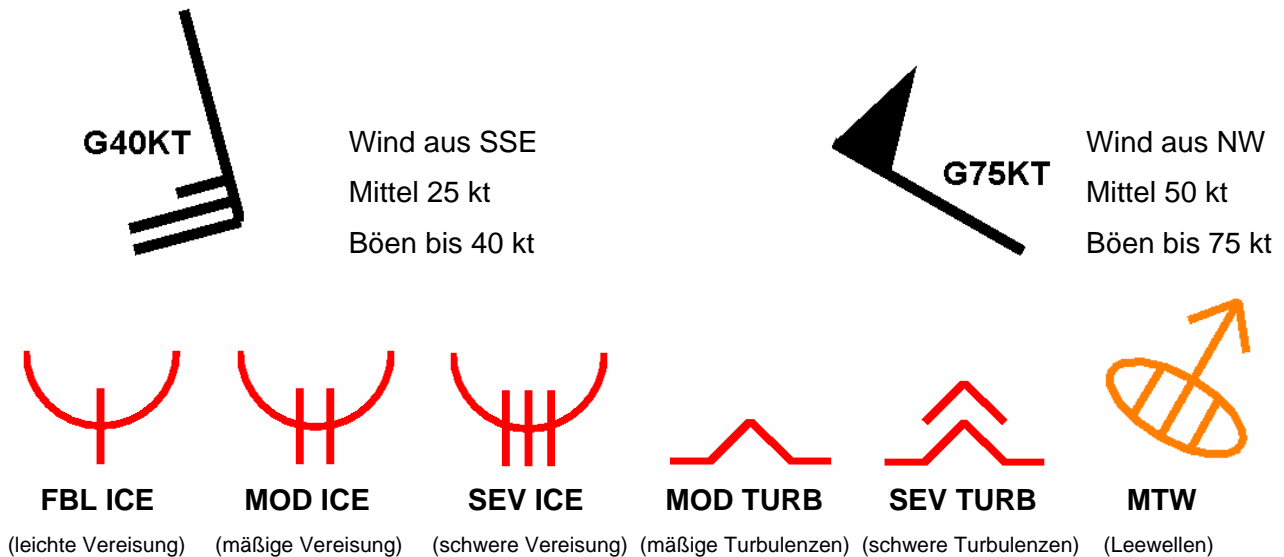 G40KT
Wind aus SSE
Mittel 25 kt
Böen bis 40 kt
G75KT
Wind aus NW
Mittel 50 kt
Böen bis 75 kt
FBL ICE MOD ICE SEV ICE MOD TURB SEV TURB MTW
(leichte Vereisung) (mäßige Vereisung) (schwere Vereisung) (mäßige Turbulenzen) (schwere Turbulenzen) (Leewellen)